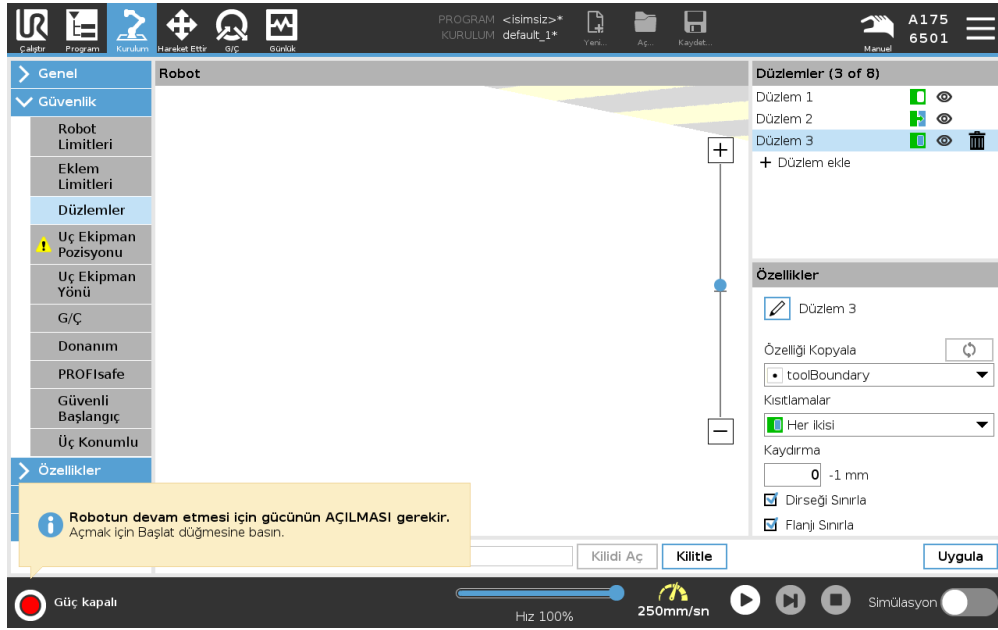 PROGRAM <isimsiz>*
KURULUM default_1*
Çalıştır Program Kurulum Hareket Ettir G/Ç Günlük
Yeni... Aç... Kaydet...
Manuel
A175
6501
Genel
Güvenlik
Robot
Limitleri
Eklem
Limitleri
Düzlemler
Uç Ekipman
Pozisyonu
Uç Ekipman
Yönü
G/Ç
Donanım
PROFIsafe
Güvenli
Başlangıç
Üç Konumlu
Özellikler
Robot
Düzlemler (3 of 8)
Düzlem 1
Düzlem 2
Düzlem 3
+ Düzlem ekle
Özellikler
Düzlem 3
Özelliği Kopyala
toolBoundary
Kısıtlamalar
Her ikisi
Kaydırma
0 -1 mm
Dirseği Sınırla
Flanjı Sınırla
Robotun devam etmesi için gücünün AÇILMASI gerekir.
Açmak için Başlat düğmesine basın.
Kilidi Aç Kilitle
Uygula
Güç kapalı
Hız 100%
250mm/sn
Simülasyon